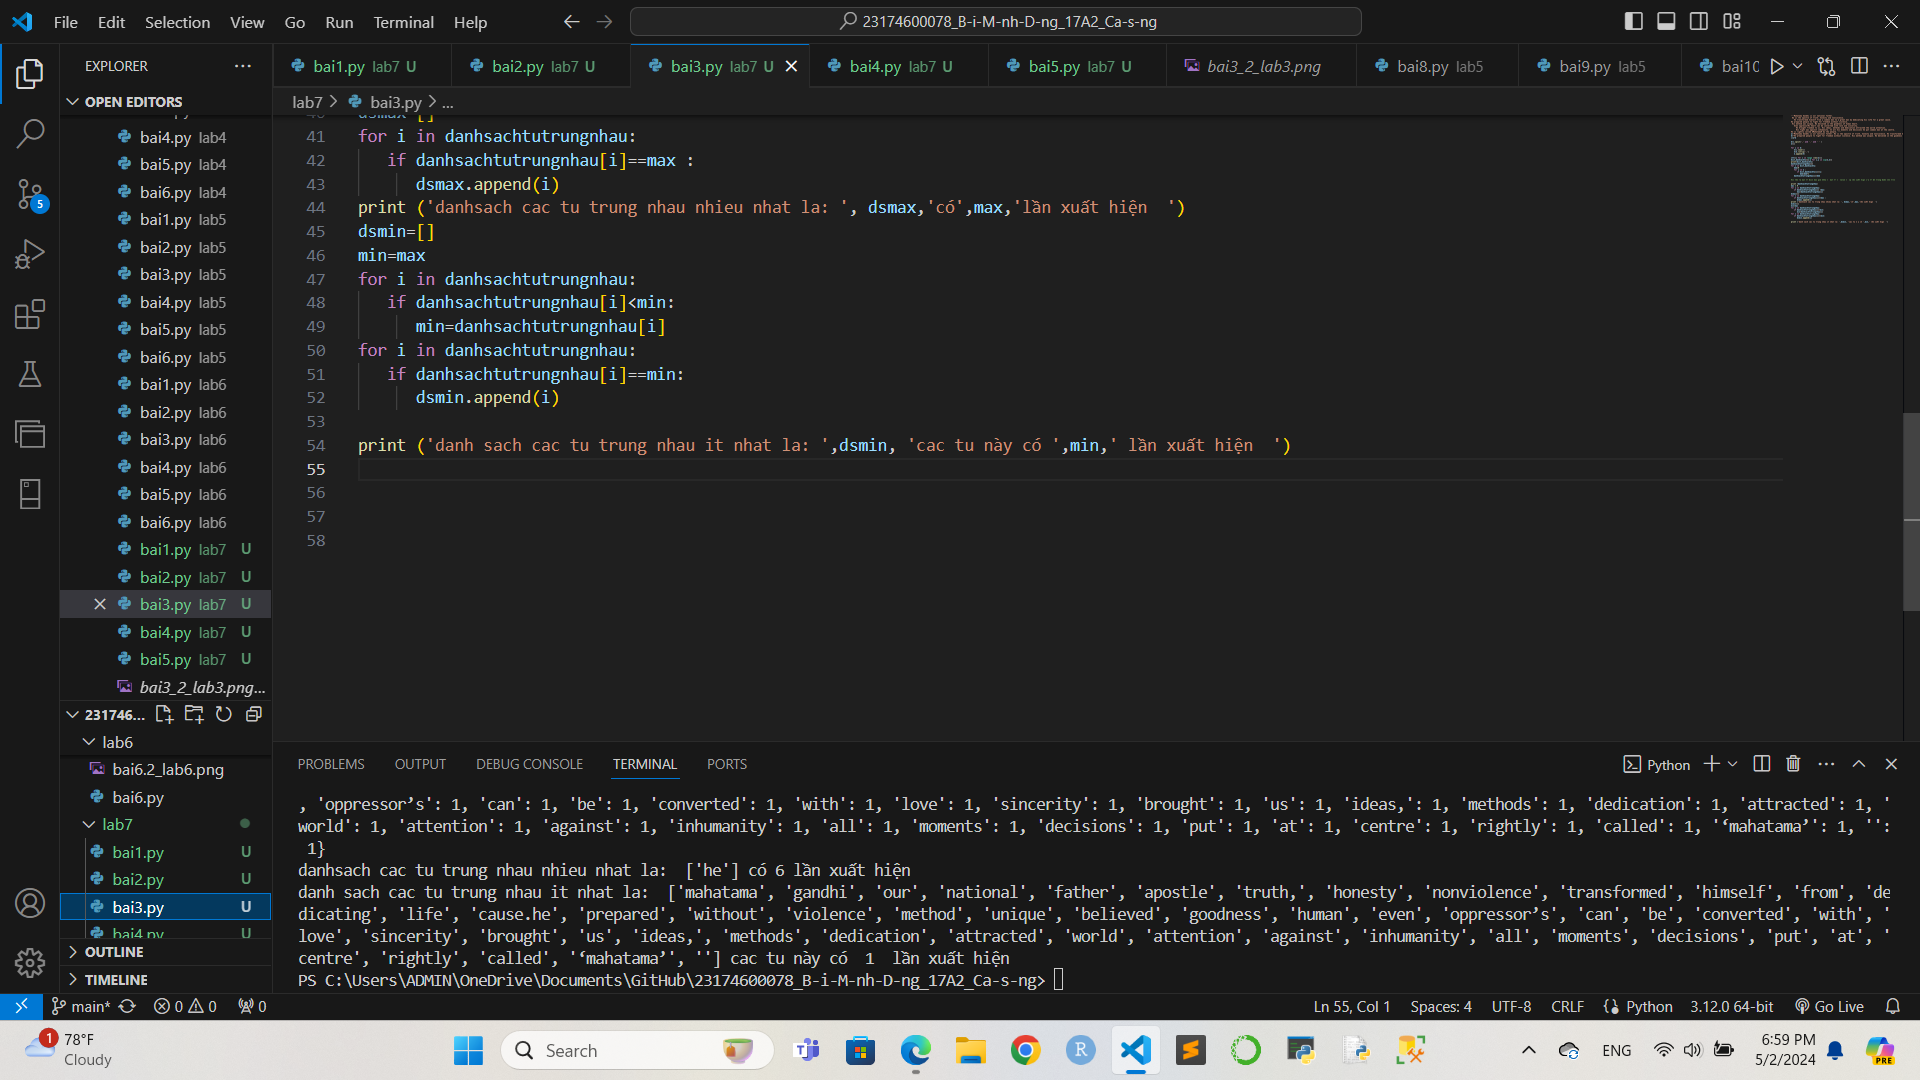 File Edit Selection View Go Run Terminal Help
23174600078_B-i-M-nh-D-ng_17A2_Ca-s-ng
EXPLORER
OPEN EDITORS
bai4.py lab4
bai5.py lab4
bai6.py lab4
bai1.py lab5
bai2.py lab5
bai3.py lab5
bai4.py lab5
bai5.py lab5
bai6.py lab5
bai1.py lab6
bai2.py lab6
bai3.py lab6
bai4.py lab6
bai5.py lab6
bai6.py lab6
bai1.py lab7 U
bai2.py lab7 U
bai3.py lab7 U
bai4.py lab7 U
bai5.py lab7 U
bai3_2_lab3.png...
231746...
lab6
bai6.2_lab6.png
bai6.py
lab7
bai1.py U
bai2.py U
bai3.py U
bai4.py U
OUTLINE
TIMELINE
bai1.py lab7 U bai2.py lab7 U bai3.py lab7 U bai4.py lab7 U bai5.py lab7 U bai3_2_lab3.png bai8.py lab5 bai9.py lab5 bai10
lab7 > bai3.py > ...
dsmax=[]
41 for i in danhsachtutrungnhau:
42 if danhsachtutrungnhau[i]==max :
43 dsmax.append(i)
44 print ('danhsach cac tu trung nhau nhieu nhat la: ', dsmax,'có',max,'lần xuất hiện  ')
45 dsmin=[]
46 min=max
47 for i in danhsachtutrungnhau:
48 if danhsachtutrungnhau[i]<min:
49 min=danhsachtutrungnhau[i]
50 for i in danhsachtutrungnhau:
51 if danhsachtutrungnhau[i]==min:
52 dsmin.append(i)
53
54 print ('danh sach cac tu trung nhau it nhat la: ',dsmin, 'cac tu này có ',min,' lần xuất hiện  ')
55
56
57
58
PROBLEMS OUTPUT DEBUG CONSOLE TERMINAL PORTS
Python
, 'oppressor’s': 1, 'can': 1, 'be': 1, 'converted': 1, 'with': 1, 'love': 1, 'sincerity': 1, 'brought': 1, 'us': 1, 'ideas,': 1, 'methods': 1, 'dedication': 1, 'attracted': 1, '
world': 1, 'attention': 1, 'against': 1, 'inhumanity': 1, 'all': 1, 'moments': 1, 'decisions': 1, 'put': 1, 'at': 1, 'centre': 1, 'rightly': 1, 'called': 1, '‘mahatama’': 1, '':
1}
danhsach cac tu trung nhau nhieu nhat la:  ['he'] có 6 lần xuất hiện
danh sach cac tu trung nhau it nhat la:  ['mahatama', 'gandhi', 'our', 'national', 'father', 'apostle', 'truth,', 'honesty', 'nonviolence', 'transformed', 'himself', 'from', 'de
dicating', 'life', 'cause.he', 'prepared', 'without', 'violence', 'method', 'unique', 'believed', 'goodness', 'human', 'even', 'oppressor’s', 'can', 'be', 'converted', 'with', '
love', 'sincerity', 'brought', 'us', 'ideas,', 'methods', 'dedication', 'attracted', 'world', 'attention', 'against', 'inhumanity', 'all', 'moments', 'decisions', 'put', 'at', '
centre', 'rightly', 'called', '‘mahatama’', ''] cac tu này có  1  lần xuất hiện
PS C:\Users\ADMIN\OneDrive\Documents\GitHub\23174600078_B-i-M-nh-D-ng_17A2_Ca-s-ng>
main* 0 0 0 Ln 55, Col 1 Spaces: 4 UTF-8 CRLF Python 3.12.0 64-bit Go Live
5
1
78°F
Cloudy
Search
ENG
6:59 PM
5/2/2024
PRE